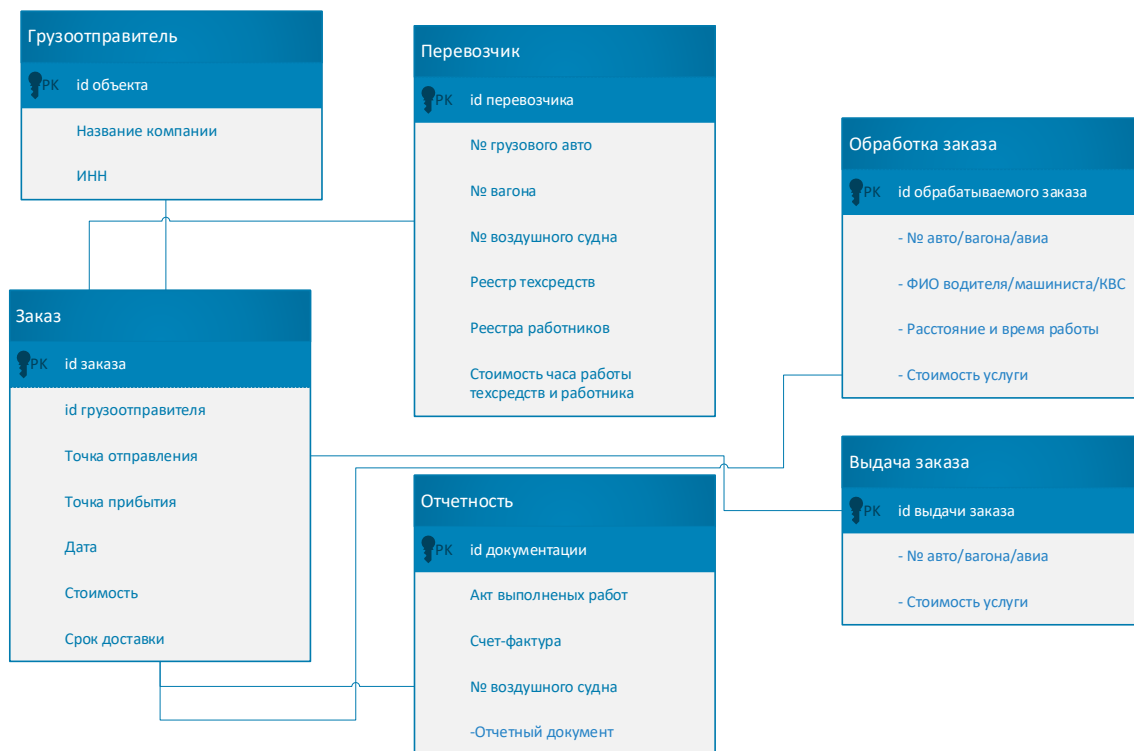 Грузоотправитель
PK id объекта
Название компании
ИНН
Перевозчик
PK id перевозчика
№ грузового авто
№ вагона
№ воздушного судна
Реестр техсредств
Реестра работников
Стоимость часа работы
техсредств и работника
Обработка заказа
PK id обрабатываемого заказа
- № авто/вагона/авиа
- ФИО водителя/машиниста/КВС
- Расстояние и время работы
- Стоимость услуги
Заказ
PK id заказа
id грузоотправителя
Точка отправления
Точка прибытия
Дата
Стоимость
Срок доставки
Отчетность
PK id документации
Акт выполненых работ
Счет-фактура
№ воздушного судна
-Отчетный документ
Выдача заказа
PK id выдачи заказа
- № авто/вагона/авиа
- Стоимость услуги